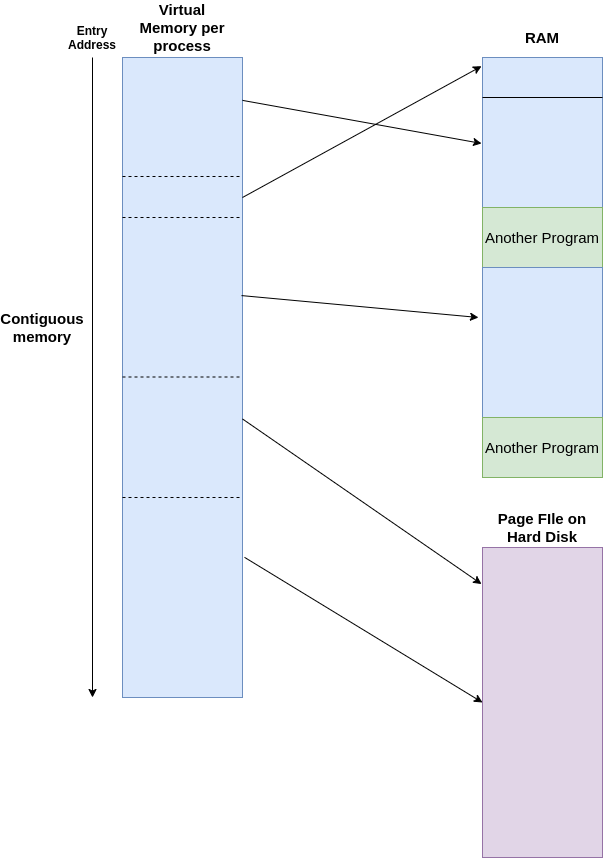 Virtual
Memory per
process
Entry
Address
RAM
Another Program
Contiguous
memory
Another Program
Page FIle on
Hard Disk